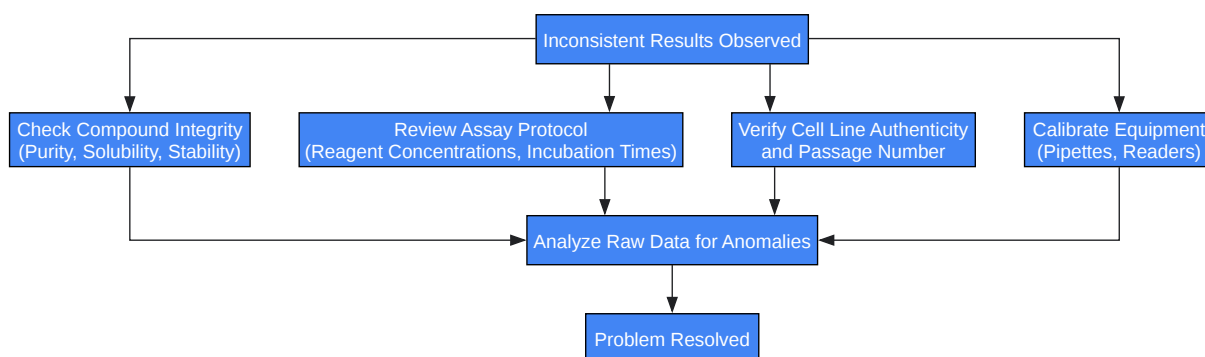 Inconsistent Results Observed
Check Compound Integrity
(Purity, Solubility, Stability)
Review Assay Protocol
(Reagent Concentrations, Incubation Times)
Verify Cell Line Authenticity
and Passage Number
Calibrate Equipment
(Pipettes, Readers)
Analyze Raw Data for Anomalies
Problem Resolved